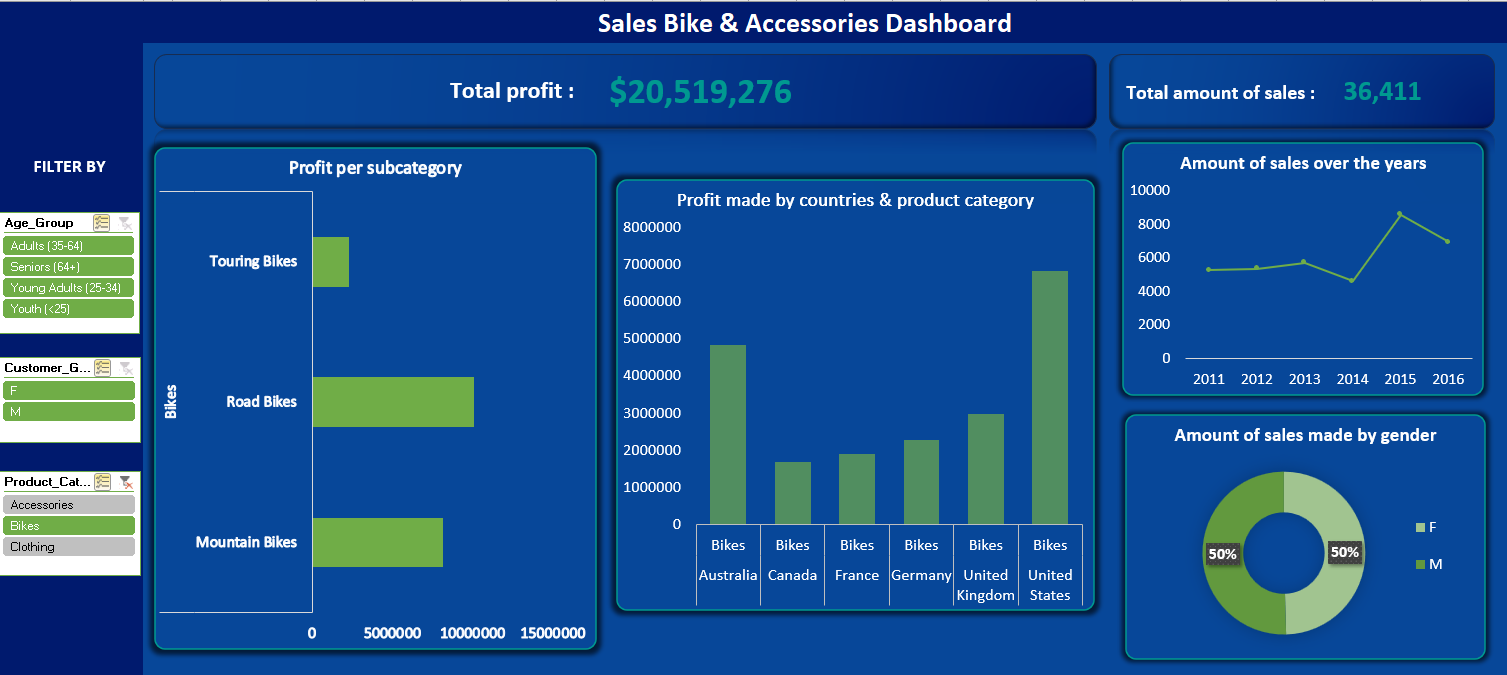 Sales Bike & Accessories Dashboard
Total profit :
$20,519,276
Total amount of sales :
36,411
FILTER BY
Age_Group
Adults (35-64)
Seniors (64+)
Young Adults (25-34)
Youth (<25)
Customer_G...
F
M
Product_Cat...
Accessories
Bikes
Clothing
Profit per subcategory
Bikes
Touring Bikes
Road Bikes
Mountain Bikes
0 5000000 10000000 15000000
Profit made by countries & product category
8000000
7000000
6000000
5000000
4000000
3000000
2000000
1000000
0
Bikes Bikes Bikes Bikes Bikes Bikes
Australia Canada France Germany United United
Kingdom States
Amount of sales over the years
10000
8000
6000
4000
2000
0
2011 2012 2013 2014 2015 2016
Amount of sales made by gender
50% 50%
F
M